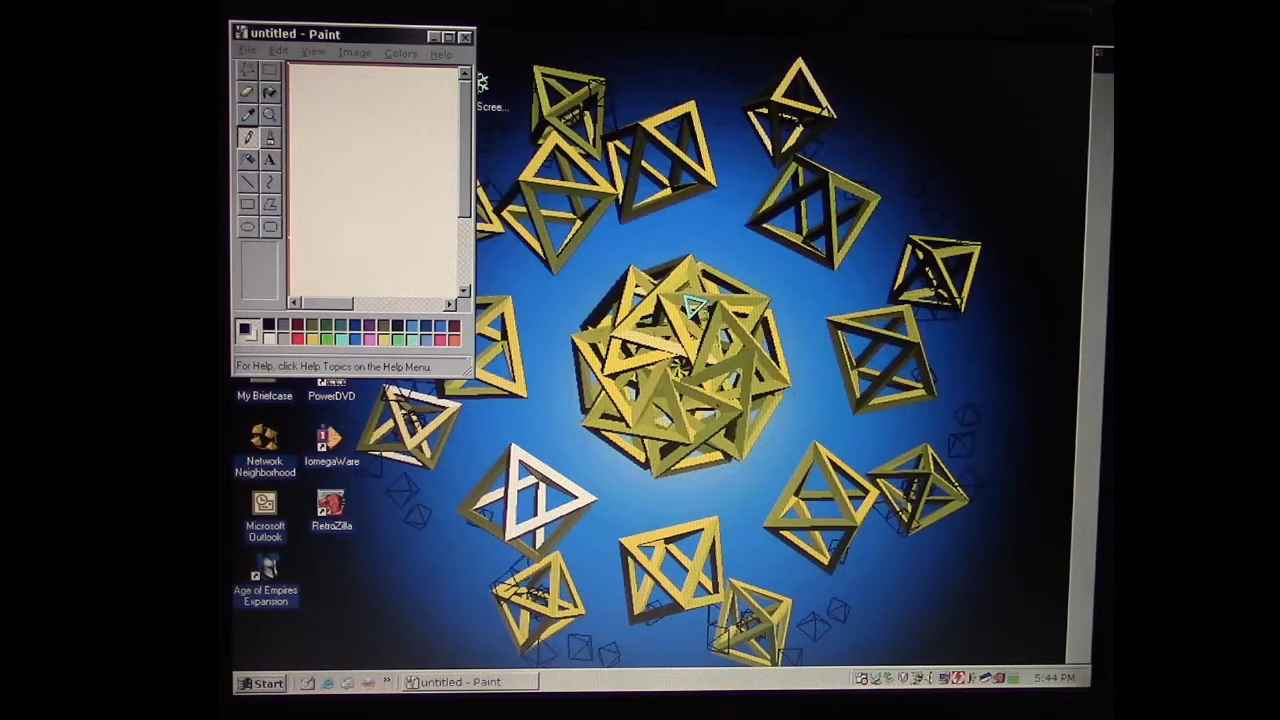 untitled - Paint
File Edit View Image Colors Help
A
Scree...
For Help, click Help Topics on the Help Menu.
My Briefcase
PowerDVD
Network
Neighborhood
IomegaWare
Microsoft
Outlook
RetroZilla
Age of Empires
Expansion
Start
untitled - Paint
5:44 PM